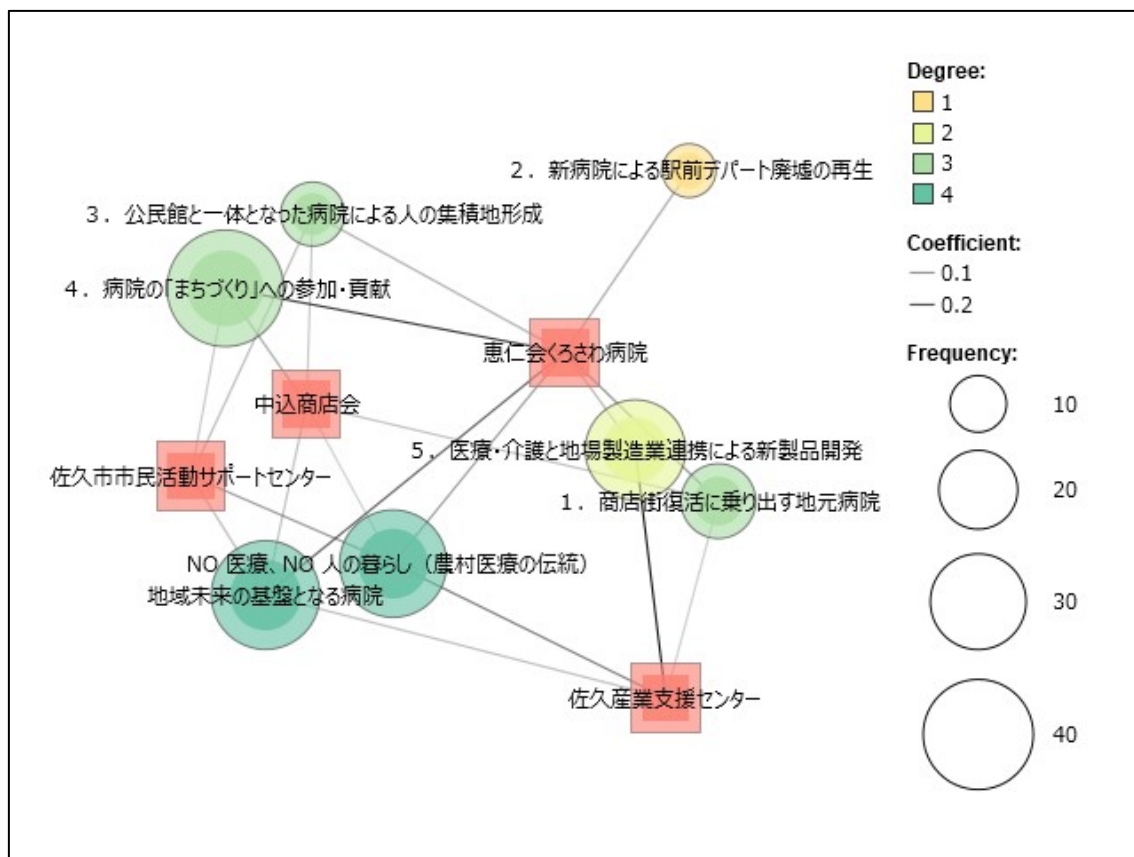 Degree:
1
2
3
4
Coefficient:
0.1
0.2
Frequency:
10
20
30
40
2. 新病院による駅前デパート廃墟の再生
3. 公民館と一体となった病院による人の集積地形成
4. 病院の「まちづくり」への参加・貢献
恵仁会くろさわ病院
中込商店会
5. 医療・介護と地場製造業連携による新製品開発
佐久市市民活動サポートセンター
1. 商店街復活に乗り出す地元病院
NO 医療、NO 人の暮らし（農村医療の伝統）
地域未来の基盤となる病院
佐久産業支援センター